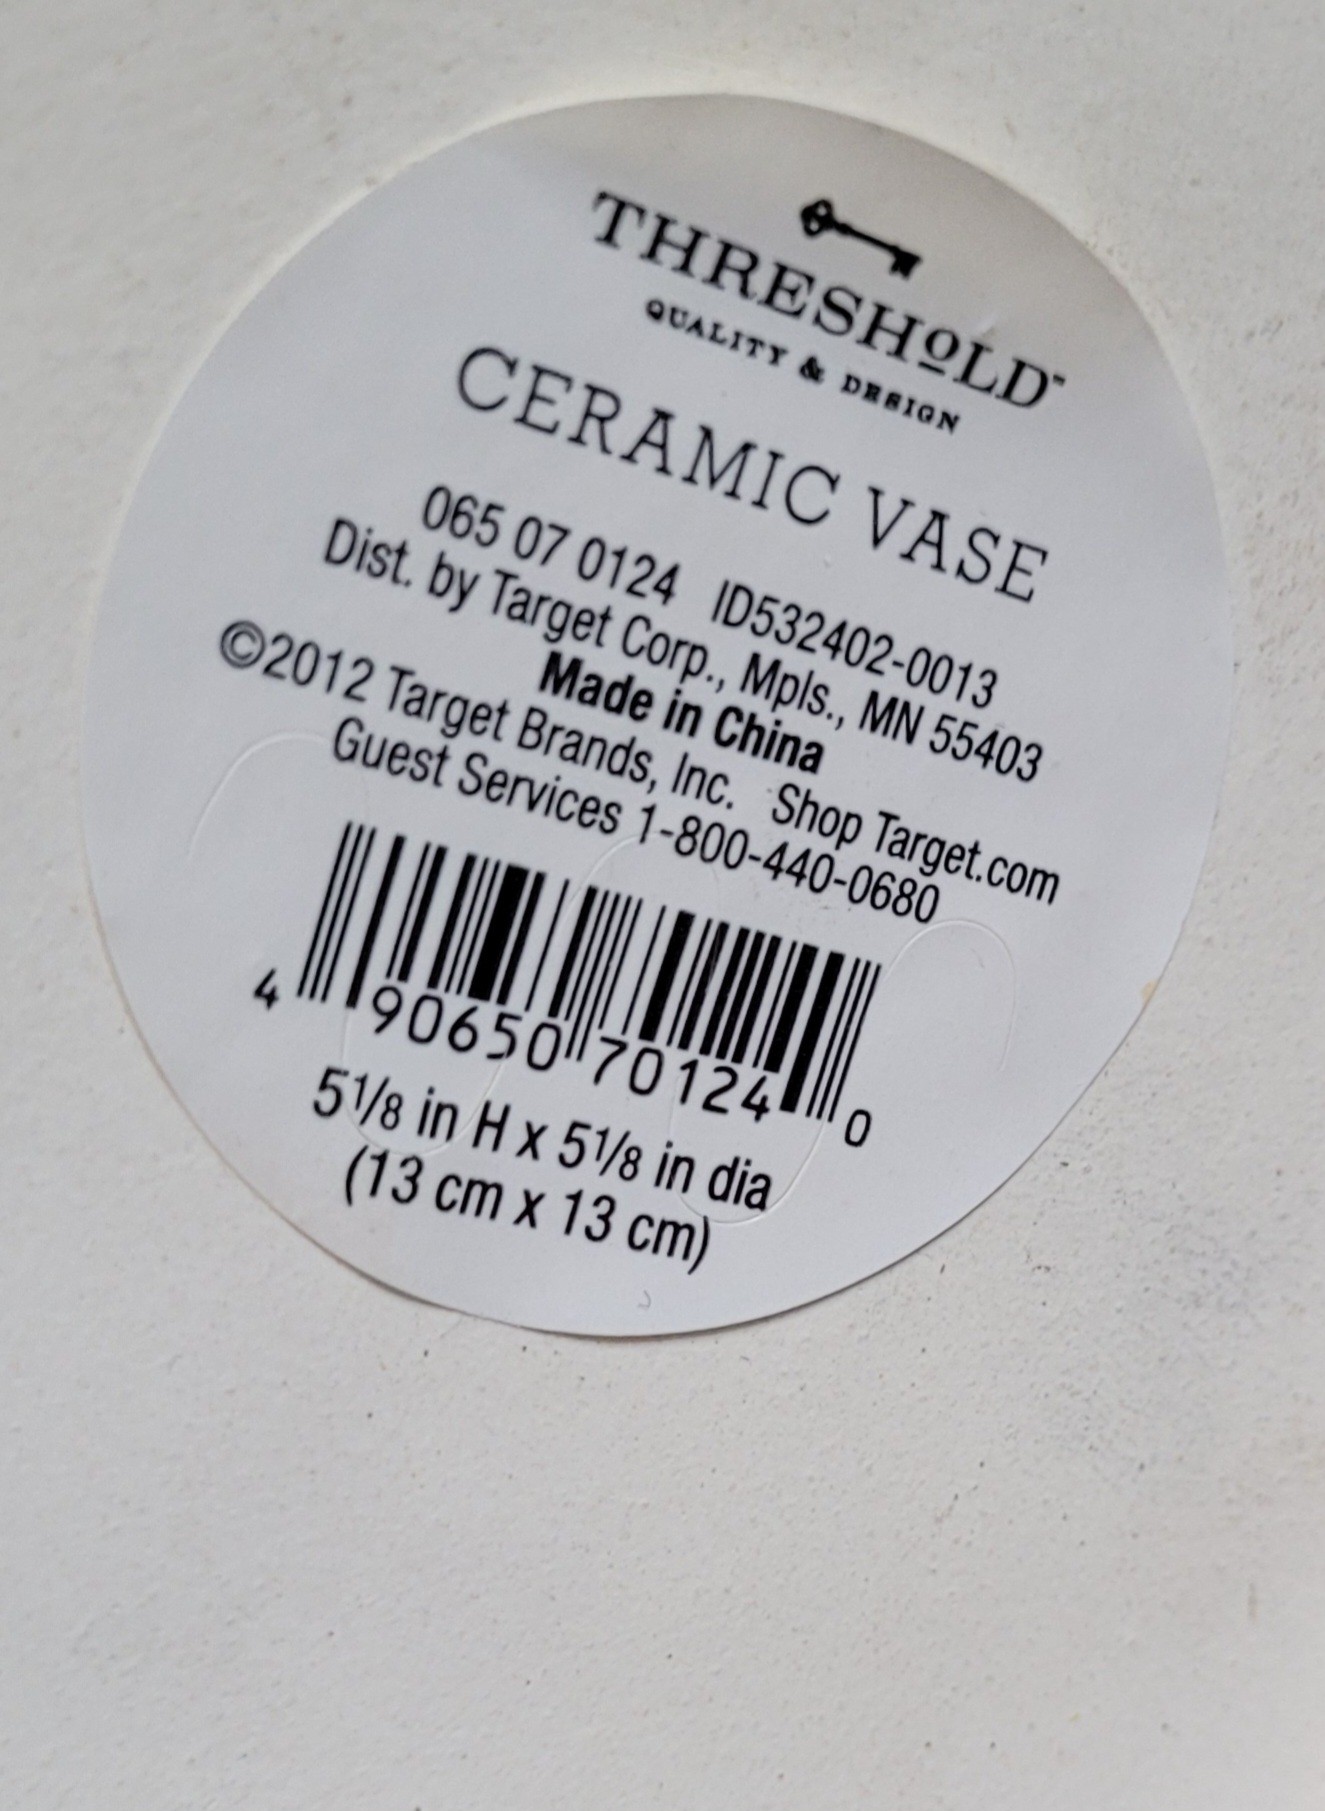 THRESHOLD™
QUALITY & DESIGN
CERAMIC VASE
065 07 0124 ID532402-0013
Dist. by Target Corp., Mpls., MN 55403
Made in China
©2012 Target Brands, Inc. Shop Target.com
Guest Services 1-800-440-0680
4 90650 70124 0
5 1/8 in H x 5 1/8 in dia
(13 cm x 13 cm)